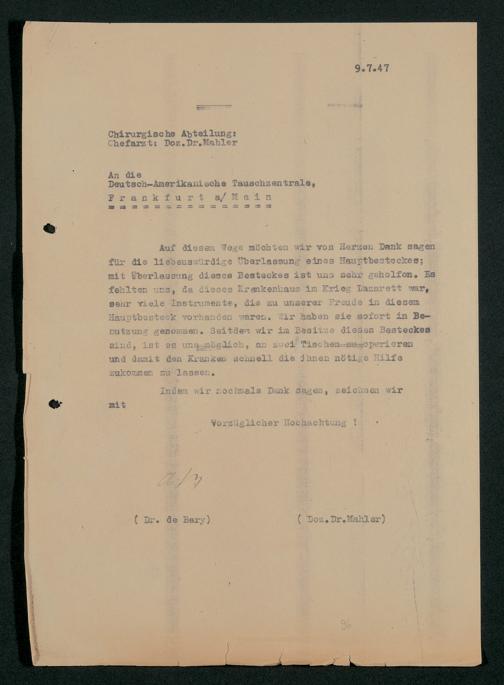 9.7.47
Chirurgische Abteilung:
Chefarzt: Doz.Dr.Mahler
An die
Deutsch-Amerikanische Tauschzentrale,
Frankfurt a/Main
Auf diesem Wege möchten wir von Herzen Dank sagen
für die liebenswürdige Überlassung eines Hauptbesteckes;
mit Überlassung dieses Besteckes ist uns sehr geholfen. Es
fehlten uns, da dieses Krankenhaus im Krieg Lazarett war,
sehr viele Instrumente, die zu unserer Freude in diesem
Hauptbesteck vorhanden waren. Wir haben sie sofort in Be-
nutzung genommen. Seitdem wir im Besitze dieses Besteckes
sind, ist es uns möglich, an zwei Tischen zu operieren
und damit den Kranken schnell die ihnen nötige Hilfe
zukommen zu lassen.
Indem wir nochmals Dank sagen, zeichnen wir
mit
Vorzüglicher Hochachtung !
( Dr. de Bary) ( Doz.Dr.Mahler)